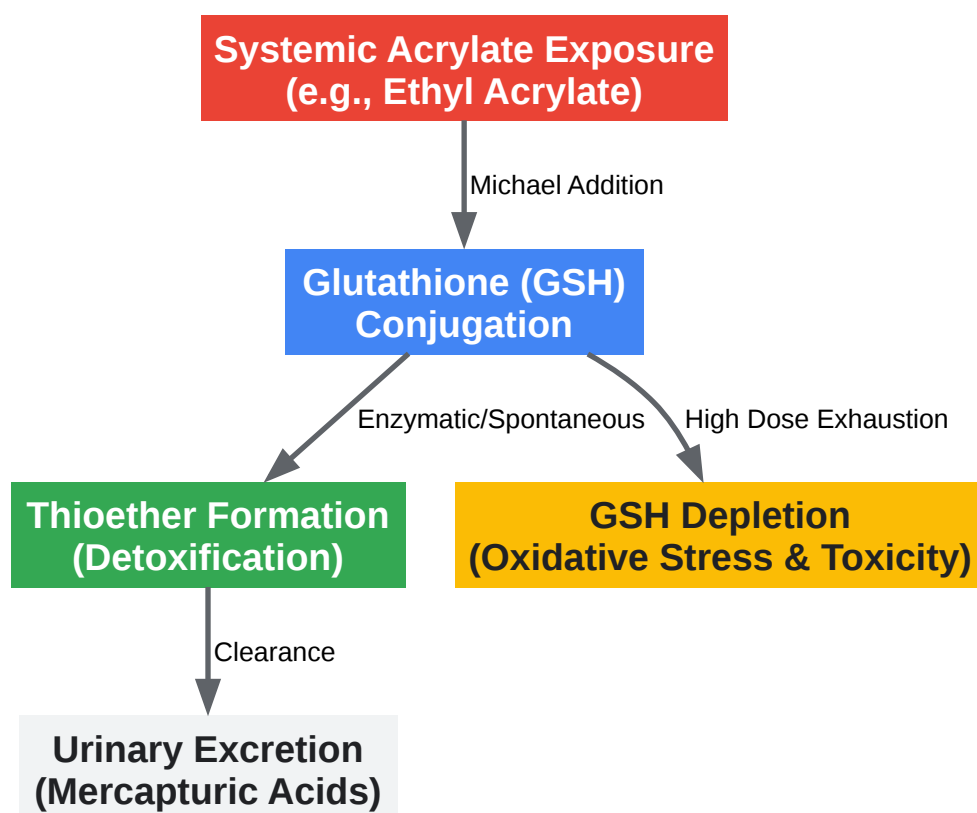 Systemic Acrylate Exposure
(e.g., Ethyl Acrylate)
Michael Addition
Glutathione (GSH)
Conjugation
Enzymatic/Spontaneous
High Dose Exhaustion
Thioether Formation
(Detoxification)
GSH Depletion
(Oxidative Stress & Toxicity)
Clearance
Urinary Excretion
(Mercapturic Acids)